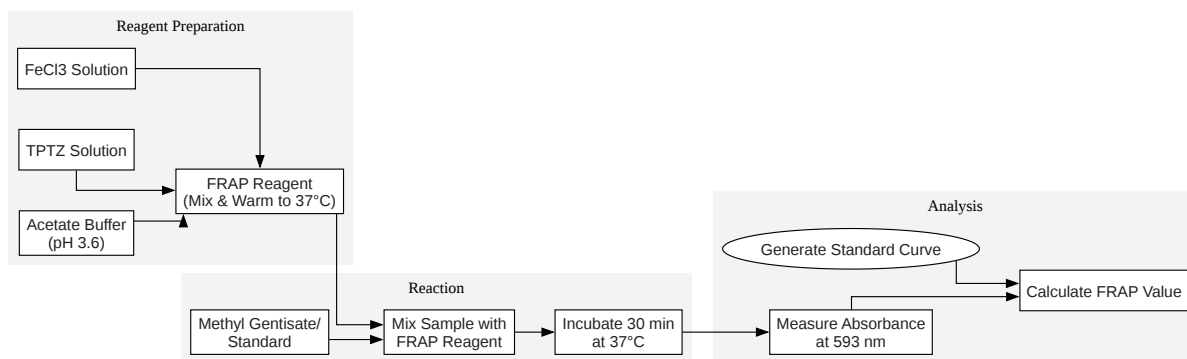 Reagent Preparation
FeCl3 Solution
TPTZ Solution
FRAP Reagent
(Mix & Warm to 37°C)
Acetate Buffer
(pH 3.6)
Reaction
Methyl Gentisate/
Standard
Mix Sample with
FRAP Reagent
Incubate 30 min
at 37°C
Analysis
Generate Standard Curve
Calculate FRAP Value
Measure Absorbance
at 593 nm